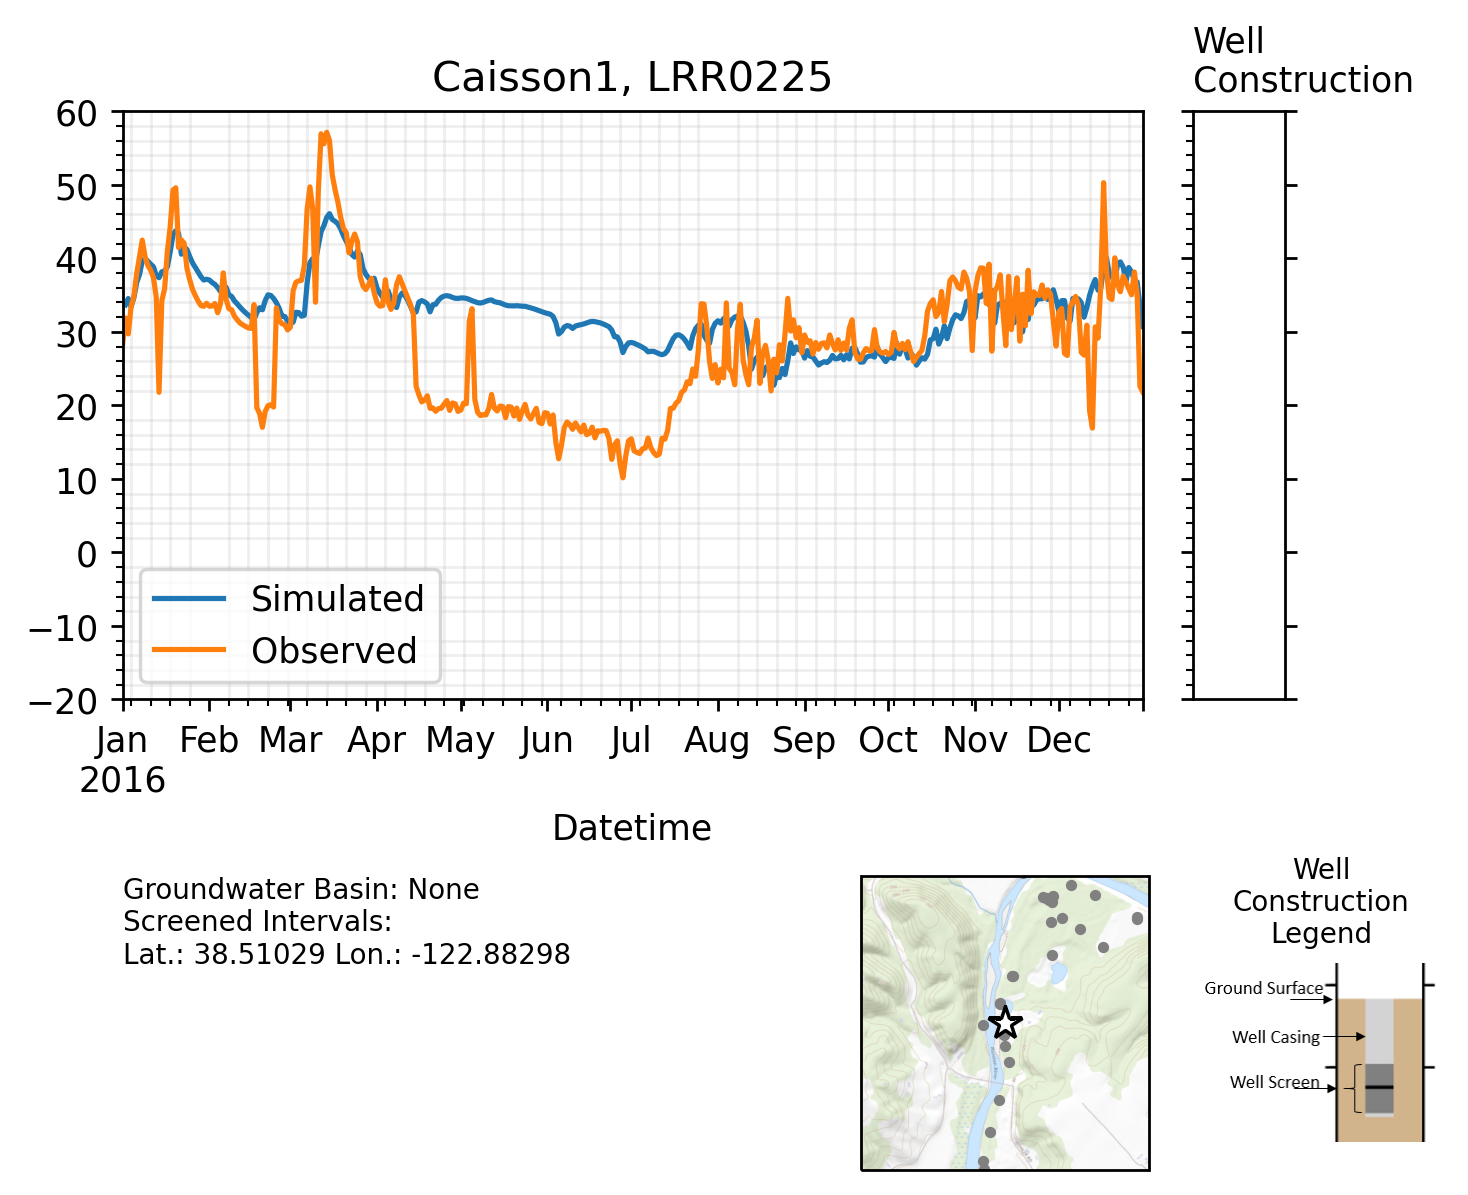 Well
Construction
Caisson1, LRR0225
60
50
40
30
20
10
0
−10
−20
Simulated
Observed
Jan Feb Mar Apr May Jun Jul Aug Sep Oct Nov Dec
2016
Datetime
Groundwater Basin: None
Screened Intervals:
Lat.: 38.51029 Lon.: -122.88298
Well
Construction
Legend
Ground Surface
Well Casing
Well Screen